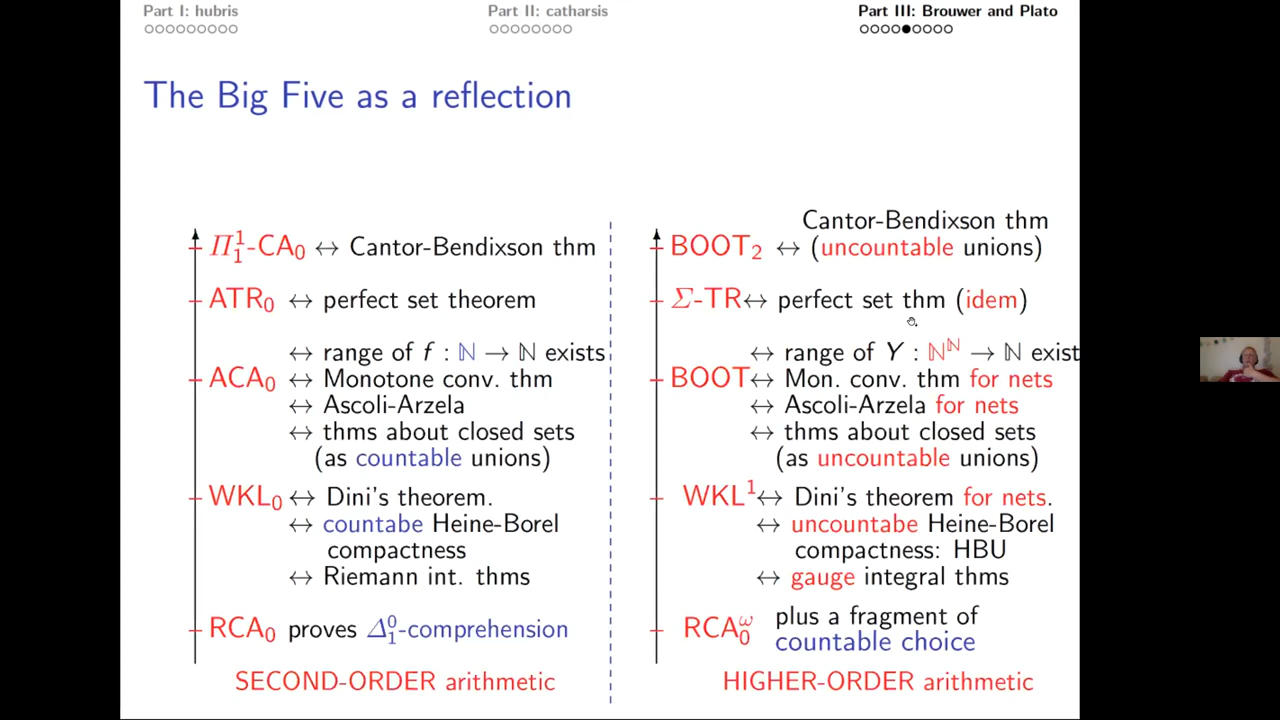 Part I: hubris Part II: catharsis Part III: Brouwer and Plato
The Big Five as a reflection
Π¹₁-CA₀ ↔ Cantor-Bendixson thm
ATR₀ ↔ perfect set theorem
↔ range of f : ℕ → ℕ exists
ACA₀ ↔ Monotone conv. thm
↔ Ascoli-Arzela
↔ thms about closed sets
(as countable unions)
WKL₀ ↔ Dini's theorem.
↔ countabe Heine-Borel
compactness
↔ Riemann int. thms
RCA₀ proves Δ⁰₁-comprehension
SECOND-ORDER arithmetic
Cantor-Bendixson thm
BOOT₂ ↔ (uncountable unions)
Σ-TR ↔ perfect set thm (idem)
↔ range of Y : ℕ^ℕ → ℕ exist
BOOT ↔ Mon. conv. thm for nets
↔ Ascoli-Arzela for nets
↔ thms about closed sets
(as uncountable unions)
WKL¹ ↔ Dini's theorem for nets.
↔ uncountabe Heine-Borel
compactness: HBU
↔ gauge integral thms
plus a fragment of
RCA₀^ω countable choice
HIGHER-ORDER arithmetic